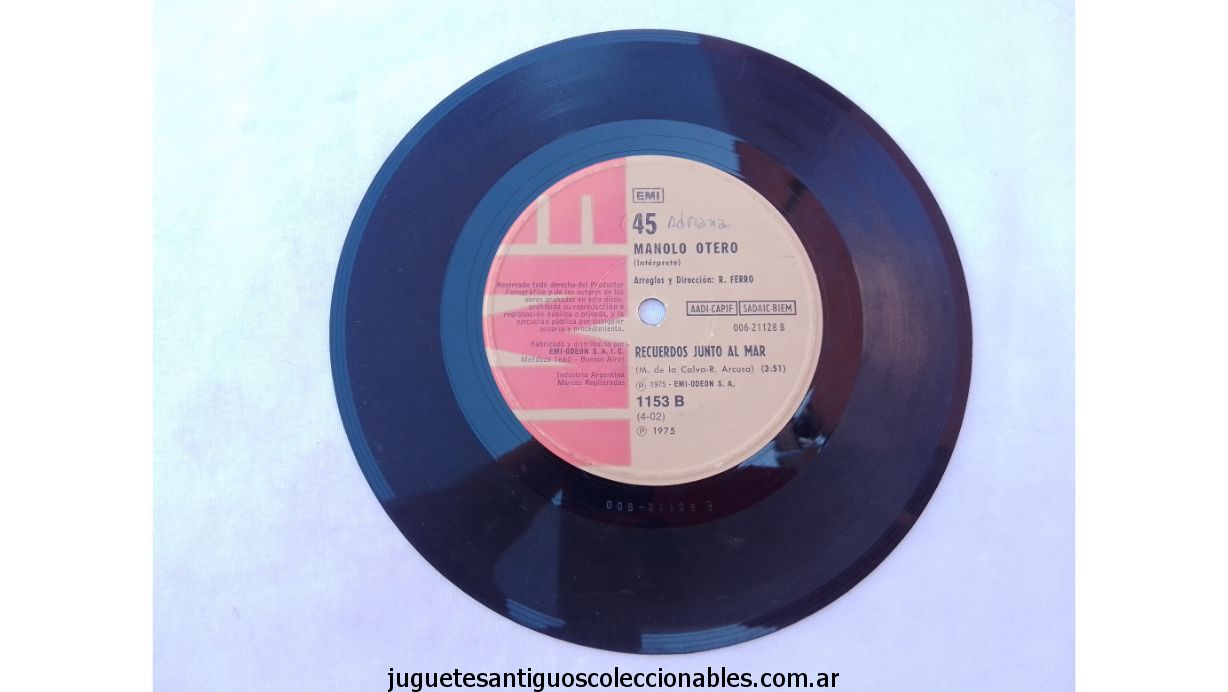 EMI
45 Adriana
MANOLO OTERO
(Intérprete)
Arreglos y Dirección: R. FERRO
AADI-CAPIF SADAIC-BIEM
006-21128 B
RECUERDOS JUNTO AL MAR
(M. de la Calva-R. Arcusa) (3:51)
Ⓟ 1975 - EMI-ODEON S. A.
1153 B
(4-02)
Ⓟ 1975
Reservado todo derecho del Productor
Fonográfico y de los autores de las
obras grabadas en este disco,
prohibida su reproducción o
regrabación pública o privada, y la
ejecución pública por cualquier
usuario y procedimiento.
Fabricado y distribuido por
EMI-ODEON S. A. I. C.
Mendoza 1660 - Buenos Aires
Industria Argentina
Marcas Registradas
EMI
006-21128 B
juguetesantiguoscoleccionables.com.ar